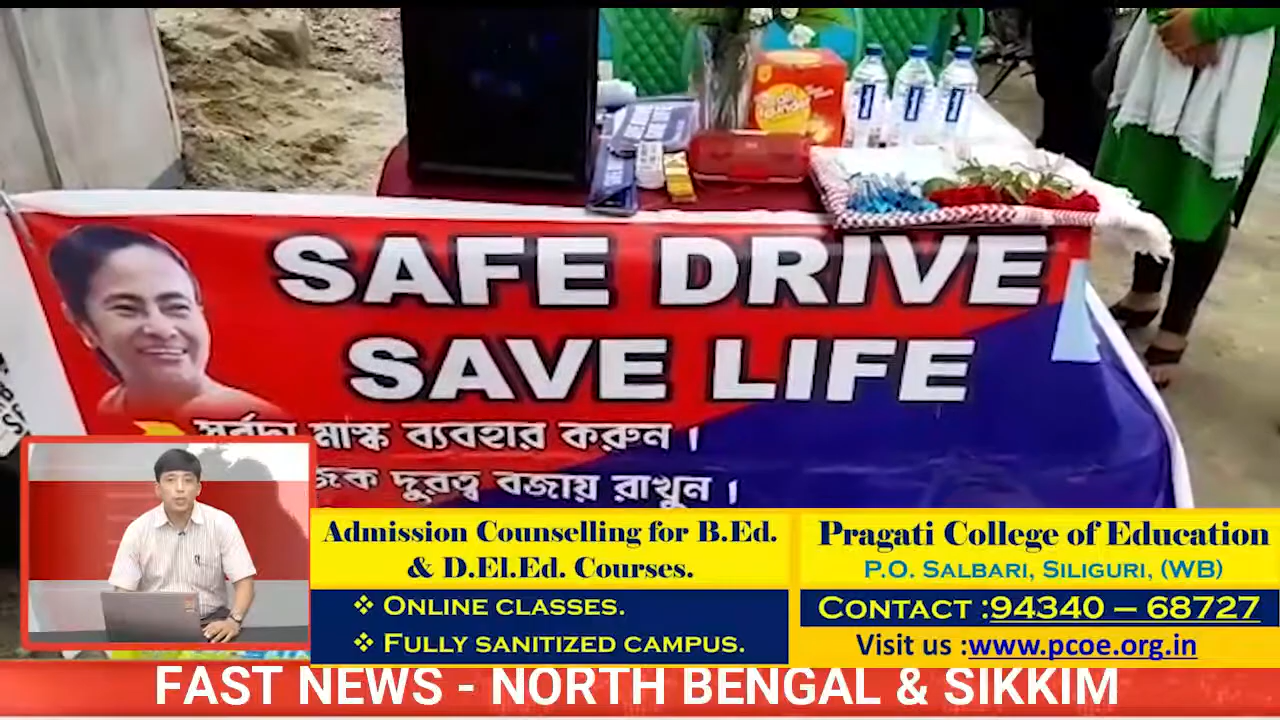 SAFE DRIVE
SAVE LIFE
সর্বদা মাস্ক ব্যবহার করুন ।
দূরত্ব বজায় রাখুন ।
Admission Counselling for B.Ed.
& D.El.Ed. Courses.
❖ ONLINE CLASSES.
❖ FULLY SANITIZED CAMPUS.
Pragati College of Education
P.O. SALBARI, SILIGURI, (WB)
CONTACT :94340 – 68727
Visit us :www.pcoe.org.in
FAST NEWS - NORTH BENGAL & SIKKIM